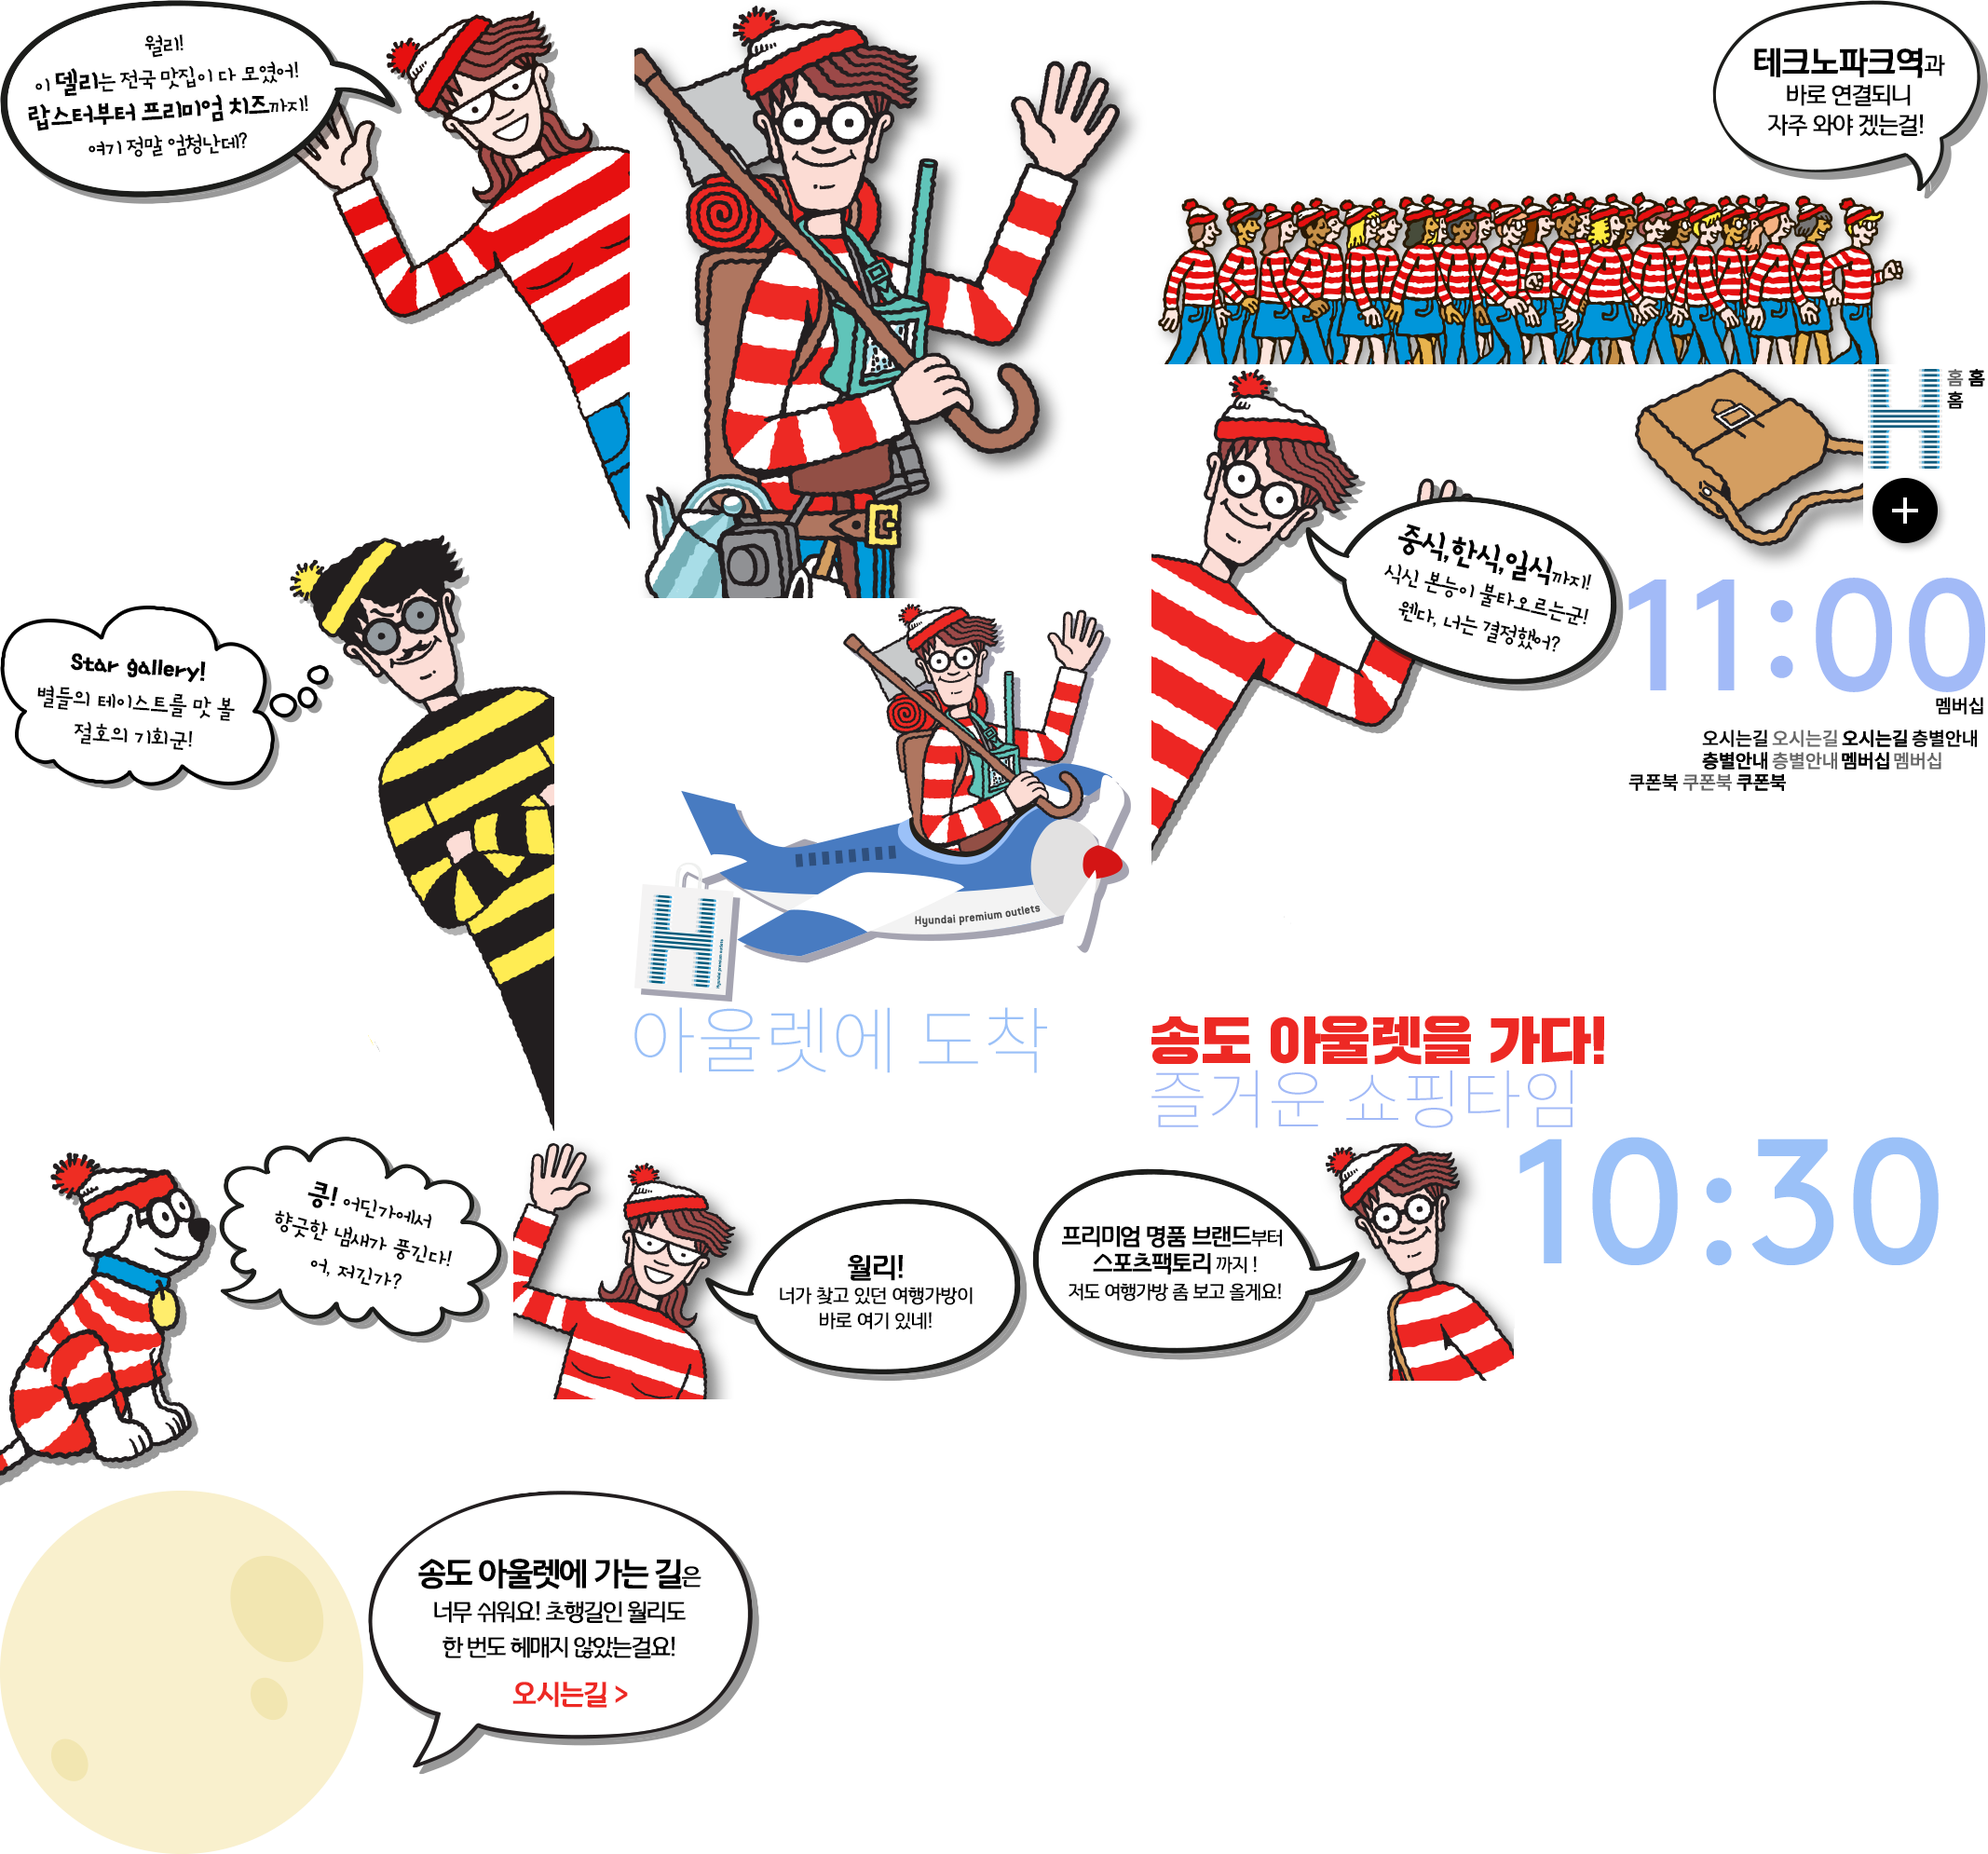 월리!
이 델리는 전국 맛집이 다 모였어!
랍스터부터 프리미엄 치즈까지!
여기 정말 엄청난데?
테크노파크역과
바로 연결되니
자주 와야 겠는걸!
홈 홈
홈
중식,한식,일식까지!
식신 본능이 불타오르는군!
웬다, 너는 결정했어?
11:00
멤버십
오시는길 오시는길 오시는길 층별안내
층별안내 층별안내 멤버십 멤버십
쿠폰북 쿠폰북 쿠폰북
Star gallery!
별들의 테이스트를 맛 볼
절호의 기회군!
Hyundai premium outlets
H
Hyundai premium outlets
아울렛에 도착
송도 아울렛을 가다!
즐거운 쇼핑타임
10:30
킁! 어딘가에서
향긋한 냄새가 풍긴다!
어, 저긴가?
월리!
너가 찾고 있던 여행가방이
바로 여기 있네!
프리미엄 명품 브랜드부터
스포츠팩토리 까지 !
저도 여행가방 좀 보고 올게요!
송도 아울렛에 가는 길은
너무 쉬워요! 초행길인 월리도
한 번도 헤매지 않았는걸요!
오시는길 >